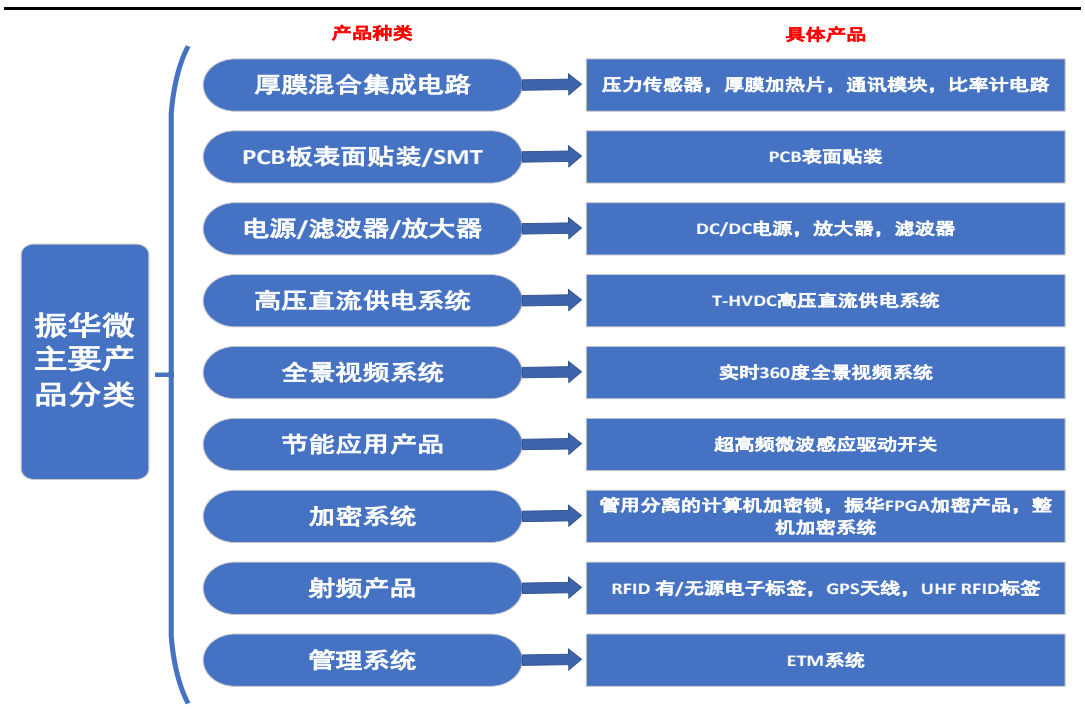 产品种类
具体产品
振华微
主要产
品分类
厚膜混合集成电路
压力传感器，厚膜加热片，通讯模块，比率计电路
PCB板表面贴装/SMT
PCB表面贴装
电源/滤波器/放大器
DC/DC电源，放大器，滤波器
高压直流供电系统
T-HVDC高压直流供电系统
全景视频系统
实时360度全景视频系统
节能应用产品
超高频微波感应驱动开关
加密系统
管用分离的计算机加密锁，振华FPGA加密产品，整
机加密系统
射频产品
RFID 有/无源电子标签，GPS天线，UHF RFID标签
管理系统
ETM系统